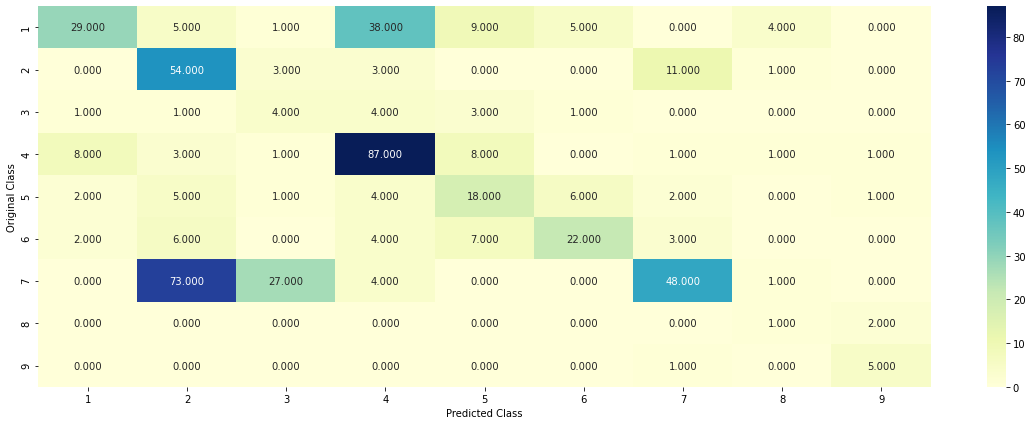 1 29.000 5.000 1.000 38.000 9.000 5.000 0.000 4.000 0.000
2 0.000 54.000 3.000 3.000 0.000 0.000 11.000 1.000 0.000
3 1.000 1.000 4.000 4.000 3.000 1.000 0.000 0.000 0.000
4 8.000 3.000 1.000 87.000 8.000 0.000 1.000 1.000 1.000
5 2.000 5.000 1.000 4.000 18.000 6.000 2.000 0.000 1.000
6 2.000 6.000 0.000 4.000 7.000 22.000 3.000 0.000 0.000
7 0.000 73.000 27.000 4.000 0.000 0.000 48.000 1.000 0.000
8 0.000 0.000 0.000 0.000 0.000 0.000 0.000 1.000 2.000
9 0.000 0.000 0.000 0.000 0.000 0.000 1.000 0.000 5.000
1 2 3 4 5 6 7 8 9
Predicted Class
Original Class
80
70
60
50
40
30
20
10
0